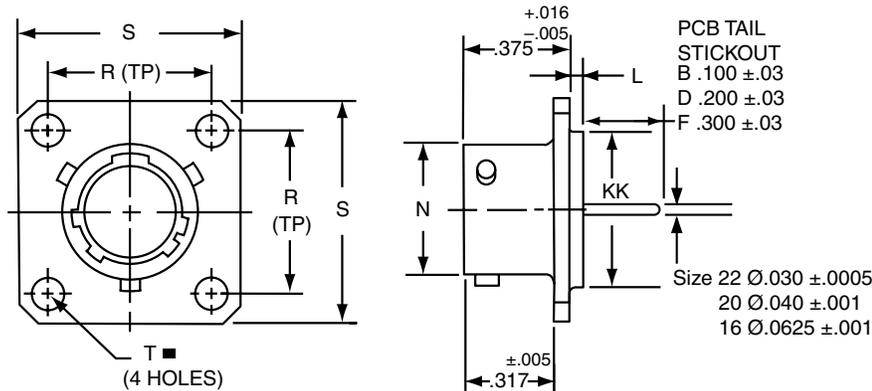 S
R (TP)
R
(TP)
S
T ■
(4 HOLES)
+.016
-.005
.375
L
PCB TAIL
STICKOUT
B .100 ±.03
D .200 ±.03
F .300 ±.03
N
KK
Size 22 Ø.030 ±.0005
20 Ø.040 ±.001
16 Ø.0625 ±.001
±.005
.317